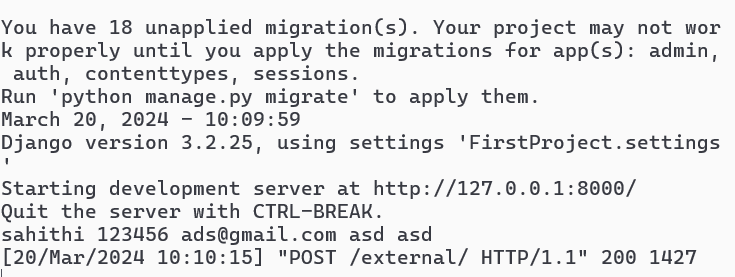 You have 18 unapplied migration(s). Your project may not wor
k properly until you apply the migrations for app(s): admin,
 auth, contenttypes, sessions.
Run 'python manage.py migrate' to apply them.
March 20, 2024 - 10:09:59
Django version 3.2.25, using settings 'FirstProject.settings
'
Starting development server at http://127.0.0.1:8000/
Quit the server with CTRL-BREAK.
sahithi 123456 ads@gmail.com asd asd
[20/Mar/2024 10:10:15] "POST /external/ HTTP/1.1" 200 1427